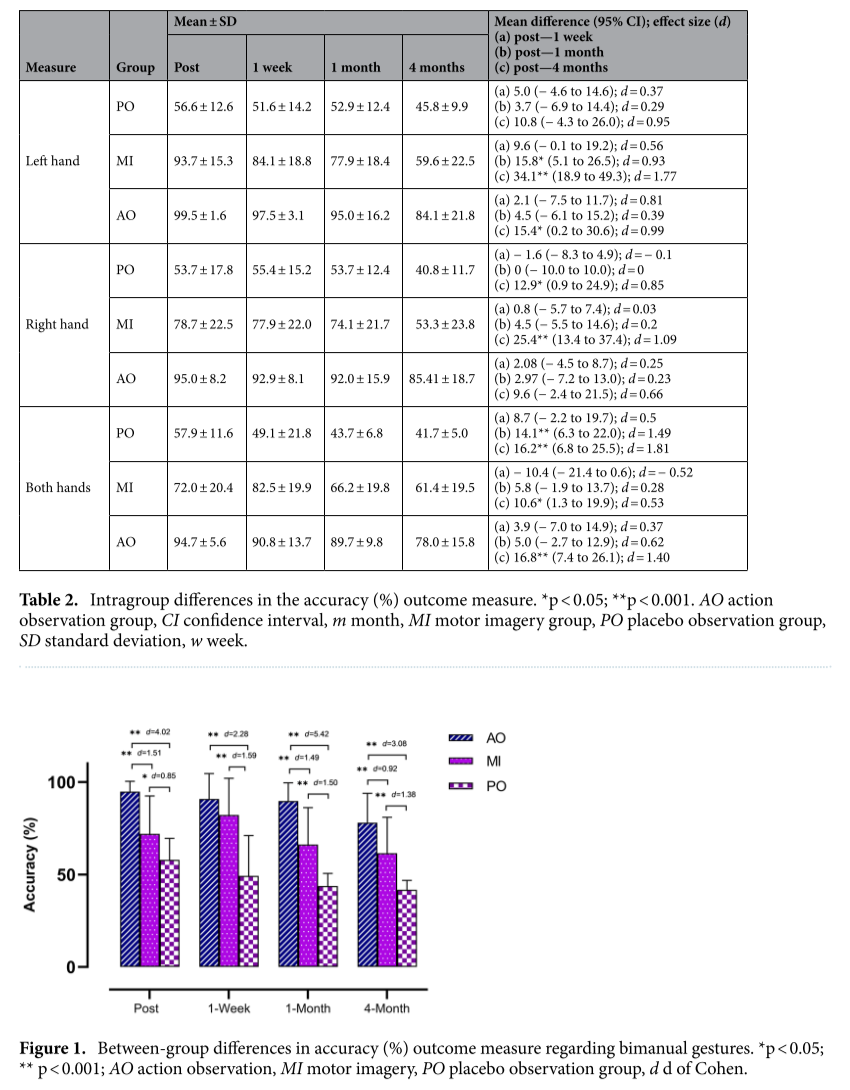 Measure Group Mean ± SD Mean difference (95% CI); effect size (d)
(a) post—1 week
(b) post—1 month
(c) post—4 months
Post 1 week 1 month 4 months
Left hand
PO 56.6 ± 12.6 51.6 ± 14.2 52.9 ± 12.4 45.8 ± 9.9
(a) 5.0 (− 4.6 to 14.6); d = 0.37
(b) 3.7 (− 6.9 to 14.4); d = 0.29
(c) 10.8 (− 4.3 to 26.0); d = 0.95
MI 93.7 ± 15.3 84.1 ± 18.8 77.9 ± 18.4 59.6 ± 22.5
(a) 9.6 (− 0.1 to 19.2); d = 0.56
(b) 15.8* (5.1 to 26.5); d = 0.93
(c) 34.1** (18.9 to 49.3); d = 1.77
AO 99.5 ± 1.6 97.5 ± 3.1 95.0 ± 16.2 84.1 ± 21.8
(a) 2.1 (− 7.5 to 11.7); d = 0.81
(b) 4.5 (− 6.1 to 15.2); d = 0.39
(c) 15.4* (0.2 to 30.6); d = 0.99
Right hand
PO 53.7 ± 17.8 55.4 ± 15.2 53.7 ± 12.4 40.8 ± 11.7
(a) − 1.6 (− 8.3 to 4.9); d = − 0.1
(b) 0 (− 10.0 to 10.0); d = 0
(c) 12.9* (0.9 to 24.9); d = 0.85
MI 78.7 ± 22.5 77.9 ± 22.0 74.1 ± 21.7 53.3 ± 23.8
(a) 0.8 (− 5.7 to 7.4); d = 0.03
(b) 4.5 (− 5.5 to 14.6); d = 0.2
(c) 25.4** (13.4 to 37.4); d = 1.09
AO 95.0 ± 8.2 92.9 ± 8.1 92.0 ± 15.9 85.41 ± 18.7
(a) 2.08 (− 4.5 to 8.7); d = 0.25
(b) 2.97 (− 7.2 to 13.0); d = 0.23
(c) 9.6 (− 2.4 to 21.5); d = 0.66
Both hands
PO 57.9 ± 11.6 49.1 ± 21.8 43.7 ± 6.8 41.7 ± 5.0
(a) 8.7 (− 2.2 to 19.7); d = 0.5
(b) 14.1** (6.3 to 22.0); d = 1.49
(c) 16.2** (6.8 to 25.5); d = 1.81
MI 72.0 ± 20.4 82.5 ± 19.9 66.2 ± 19.8 61.4 ± 19.5
(a) − 10.4 (− 21.4 to 0.6); d = − 0.52
(b) 5.8 (− 1.9 to 13.7); d = 0.28
(c) 10.6* (1.3 to 19.9); d = 0.53
AO 94.7 ± 5.6 90.8 ± 13.7 89.7 ± 9.8 78.0 ± 15.8
(a) 3.9 (− 7.0 to 14.9); d = 0.37
(b) 5.0 (− 2.7 to 12.9); d = 0.62
(c) 16.8** (7.4 to 26.1); d = 1.40
Table 2. Intragroup differences in the accuracy (%) outcome measure. *p < 0.05; **p < 0.001. AO action
observation group, CI confidence interval, m month, MI motor imagery group, PO placebo observation group,
SD standard deviation, w week.
Accuracy (%)
100
50
0
** d=4.02
** d=1.51
* d=0.85
** d=2.28
** d=1.59
** d=5.42
** d=1.49
** d=1.50
** d=3.08
** d=0.92
** d=1.38
AO
MI
PO
Post 1-Week 1-Month 4-Month
Figure 1. Between-group differences in accuracy (%) outcome measure regarding bimanual gestures. *p < 0.05;
** p < 0.001; AO action observation, MI motor imagery, PO placebo observation group, d d of Cohen.